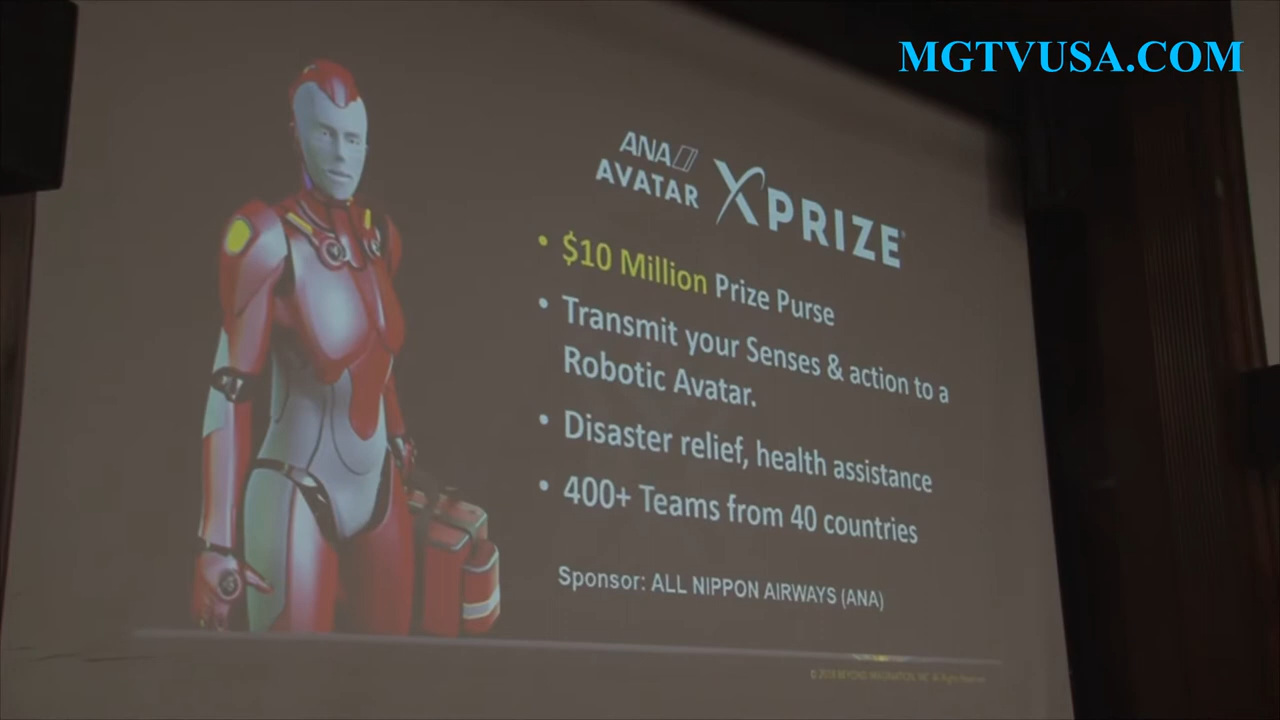 MGTVUSA.COM
ANA
AVATAR XPRIZE
• $10 Million Prize Purse
• Transmit your Senses & action to a
Robotic Avatar.
• Disaster relief, health assistance
• 400+ Teams from 40 countries
Sponsor: ALL NIPPON AIRWAYS (ANA)